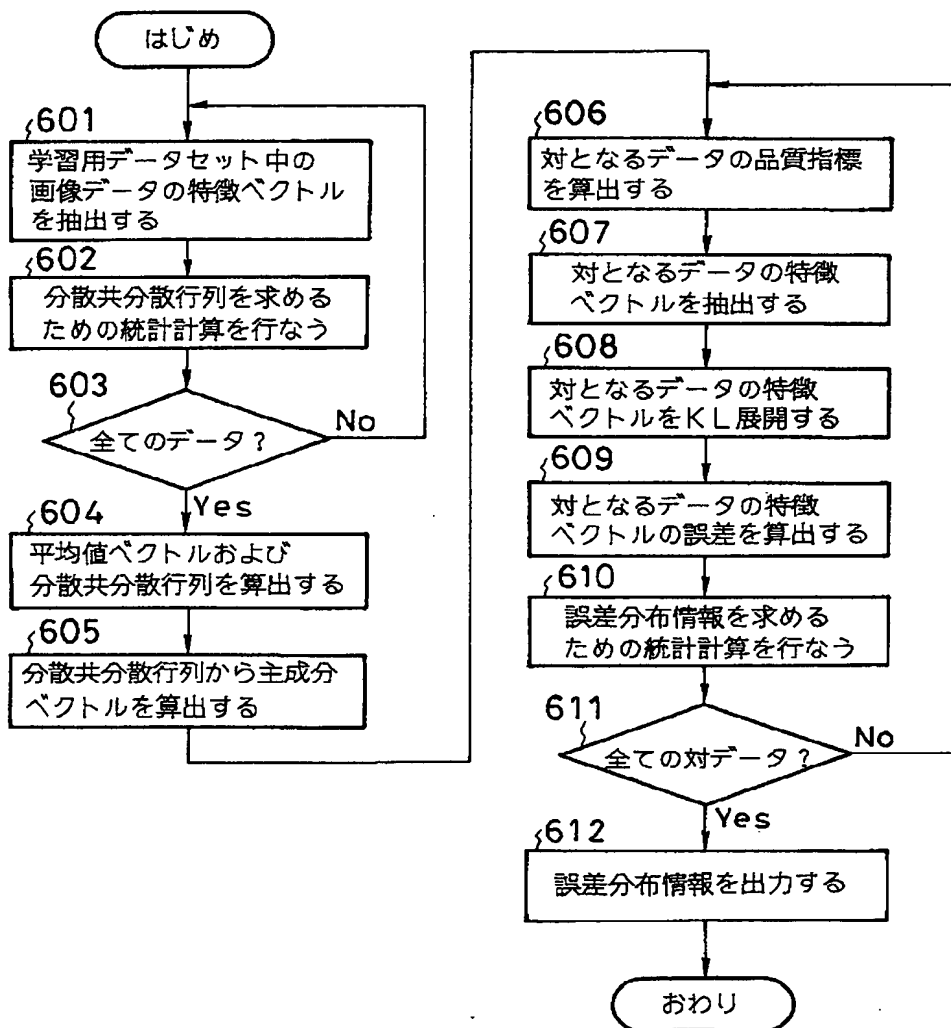 はじめ
601
学習用データセット中の
画像データの特徴ベクトル
を抽出する
602
分散共分散行列を求める
ための統計計算を行なう
603
全てのデータ?
No
Yes
604
平均値ベクトルおよび
分散共分散行列を算出する
605
分散共分散行列から主成分
ベクトルを算出する
606
対となるデータの品質指標
を算出する
607
対となるデータの特徴
ベクトルを抽出する
608
対となるデータの特徴
ベクトルをKL展開する
609
対となるデータの特徴
ベクトルの誤差を算出する
610
誤差分布情報を求める
ための統計計算を行なう
611
全ての対データ?
No
Yes
612
誤差分布情報を出力する
おわり